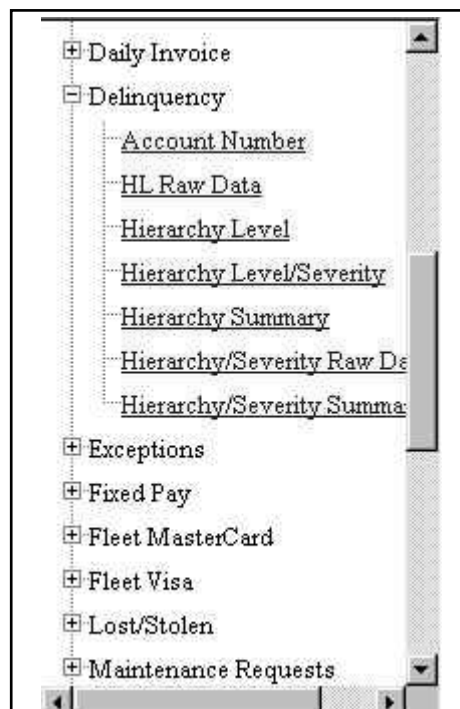 Daily Invoice
Delinquency
Account Number
HL Raw Data
Hierarchy Level
Hierarchy Level/Severity
Hierarchy Summary
Hierarchy/Severity Raw Da
Hierarchy/Severity Summa
Exceptions
Fixed Pay
Fleet MasterCard
Fleet Visa
Lost/Stolen
Maintenance Requests